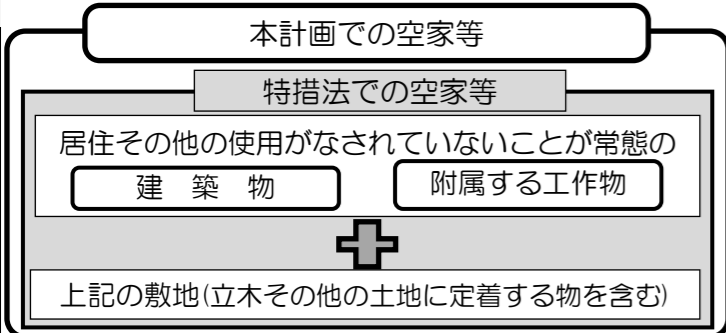 本計画での空家等
特措法での空家等
居住その他の使用がなされていないことが常態の
建 築 物 附属する工作物
上記の敷地(立木その他の土地に定着する物を含む)